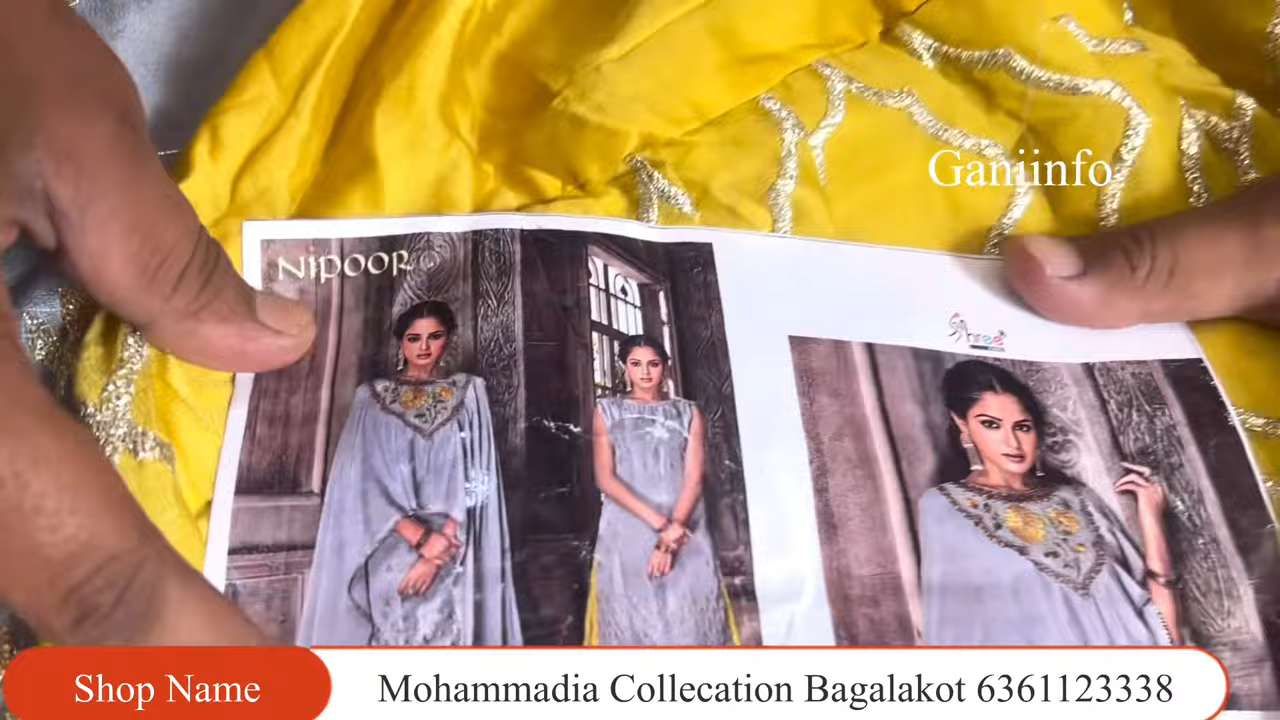 Ganiinfo
NIPOOR
Shree
Shop Name
Mohammadia Collecation Bagalakot 6361123338